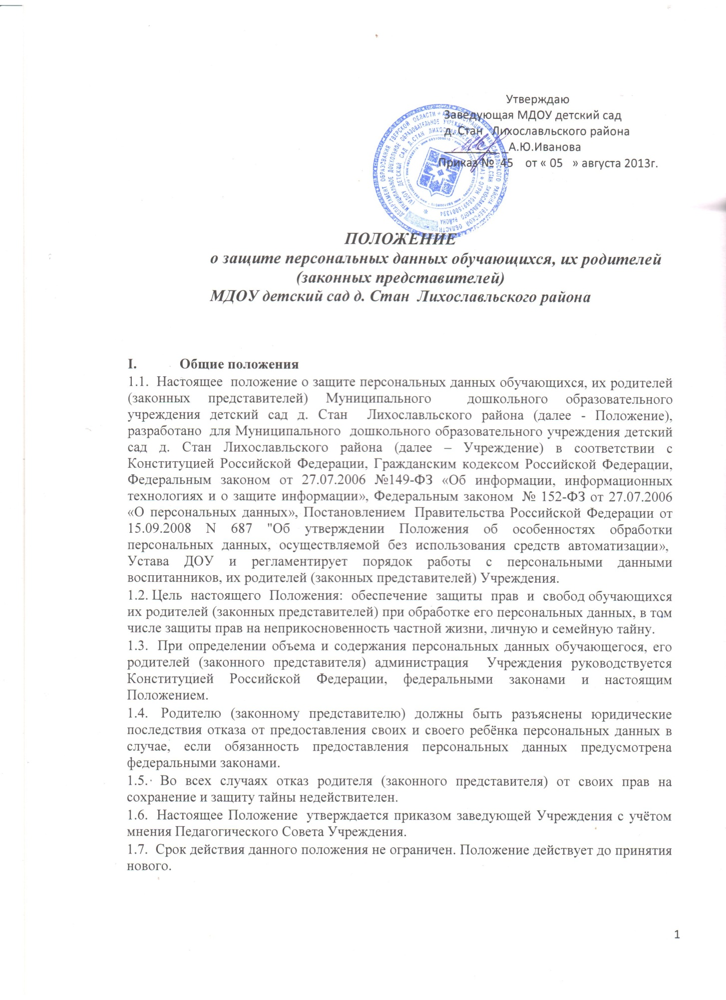 Утверждаю
Заведующая МДОУ детский сад
д. Стан Лихославльского района
__________А.Ю.Иванова
Приказ № 45 от « 05 » августа 2013г.
ПОЛОЖЕНИЕ
о защите персональных данных обучающихся, их родителей
(законных представителей)
МДОУ детский сад д. Стан Лихославльского района
I. Общие положения
1.1. Настоящее положение о защите персональных данных обучающихся, их родителей
(законных представителей) Муниципального дошкольного образовательного
учреждения детский сад д. Стан Лихославльского района (далее - Положение),
разработано для Муниципального дошкольного образовательного учреждения детский
сад д. Стан Лихославльского района (далее – Учреждение) в соответствии с
Конституцией Российской Федерации, Гражданским кодексом Российской Федерации,
Федеральным законом от 27.07.2006 №149-ФЗ «Об информации, информационных
технологиях и о защите информации», Федеральным законом № 152-ФЗ от 27.07.2006
«О персональных данных», Постановлением Правительства Российской Федерации от
15.09.2008 N 687 "Об утверждении Положения об особенностях обработки
персональных данных, осуществляемой без использования средств автоматизации»,
Устава ДОУ и регламентирует порядок работы с персональными данными
воспитанников, их родителей (законных представителей) Учреждения.
1.2. Цель настоящего Положения: обеспечение защиты прав и свобод обучающихся
их родителей (законных представителей) при обработке его персональных данных, в том
числе защиты прав на неприкосновенность частной жизни, личную и семейную тайну.
1.3. При определении объема и содержания персональных данных обучающегося, его
родителей (законного представителя) администрация Учреждения руководствуется
Конституцией Российской Федерации, федеральными законами и настоящим
Положением.
1.4. Родителю (законному представителю) должны быть разъяснены юридические
последствия отказа от предоставления своих и своего ребёнка персональных данных в
случае, если обязанность предоставления персональных данных предусмотрена
федеральными законами.
1.5. Во всех случаях отказ родителя (законного представителя) от своих прав на
сохранение и защиту тайны недействителен.
1.6. Настоящее Положение утверждается приказом заведующей Учреждения с учётом
мнения Педагогического Совета Учреждения.
1.7. Срок действия данного положения не ограничен. Положение действует до принятия
нового.
1